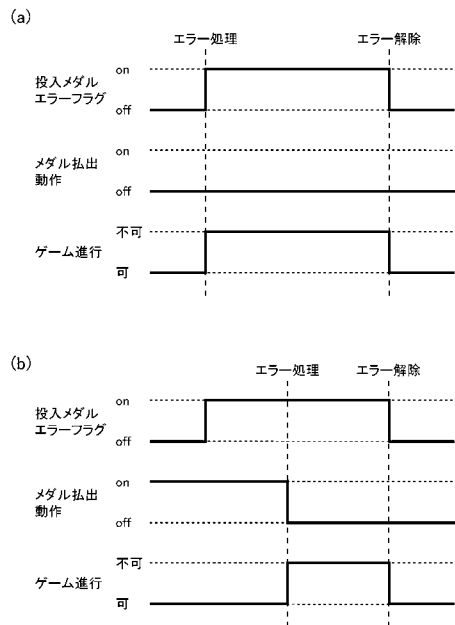 (a)
エラー処理 エラー解除
投入メダル
エラーフラグ
on
off
メダル払出
動作
on
off
ゲーム進行
不可
可
(b)
エラー処理 エラー解除
投入メダル
エラーフラグ
on
off
メダル払出
動作
on
off
ゲーム進行
不可
可